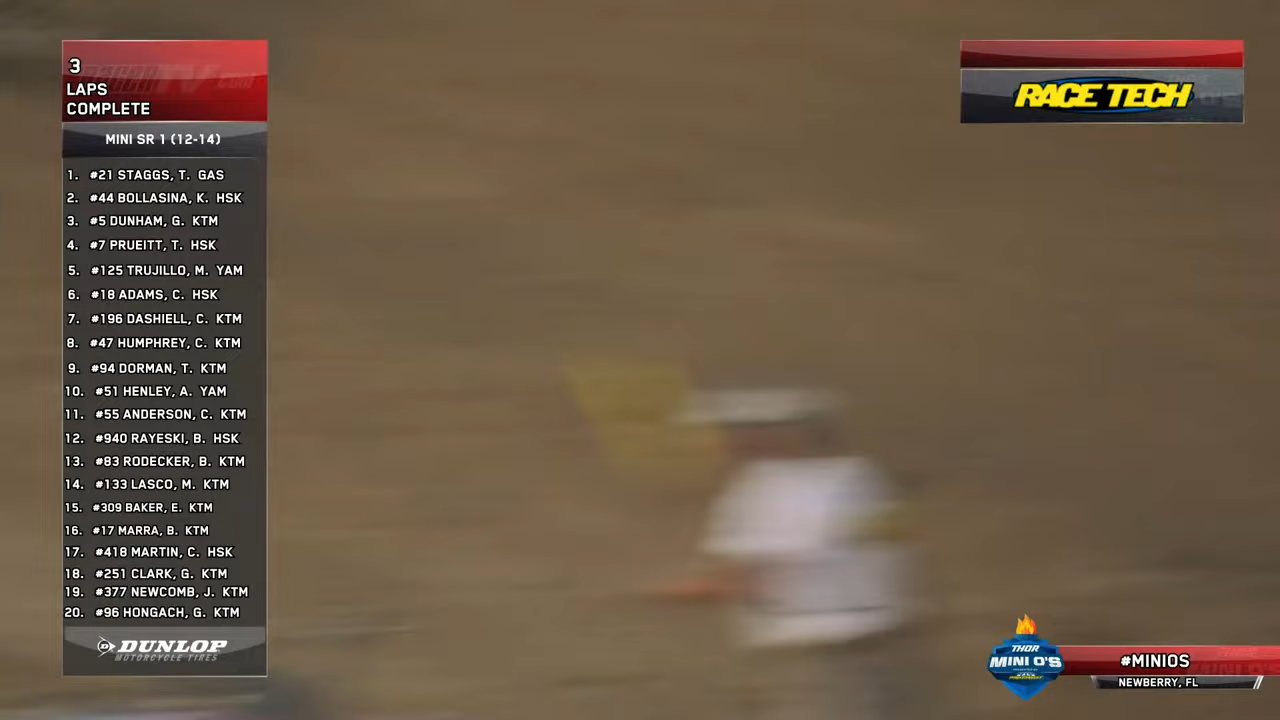 3
LAPS
COMPLETE
MINI SR 1 (12-14)
1. #21 STAGGS, T. GAS
2. #44 BOLLASINA, K. HSK
3. #5 DUNHAM, G. KTM
4. #7 PRUEITT, T. HSK
5. #125 TRUJILLO, M. YAM
6. #18 ADAMS, C. HSK
7. #196 DASHIELL, C. KTM
8. #47 HUMPHREY, C. KTM
9. #94 DORMAN, T. KTM
10. #51 HENLEY, A. YAM
11. #55 ANDERSON, C. KTM
12. #940 RAYESKI, B. HSK
13. #83 RODECKER, B. KTM
14. #133 LASCO, M. KTM
15. #309 BAKER, E. KTM
16. #17 MARRA, B. KTM
17. #418 MARTIN, C. HSK
18. #251 CLARK, G. KTM
19. #377 NEWCOMB, J. KTM
20. #96 HONGACH, G. KTM
DUNLOP
MOTORCYCLE TIRES
RACE TECH
THOR
MINI O'S
#MINIOS
NEWBERRY, FL